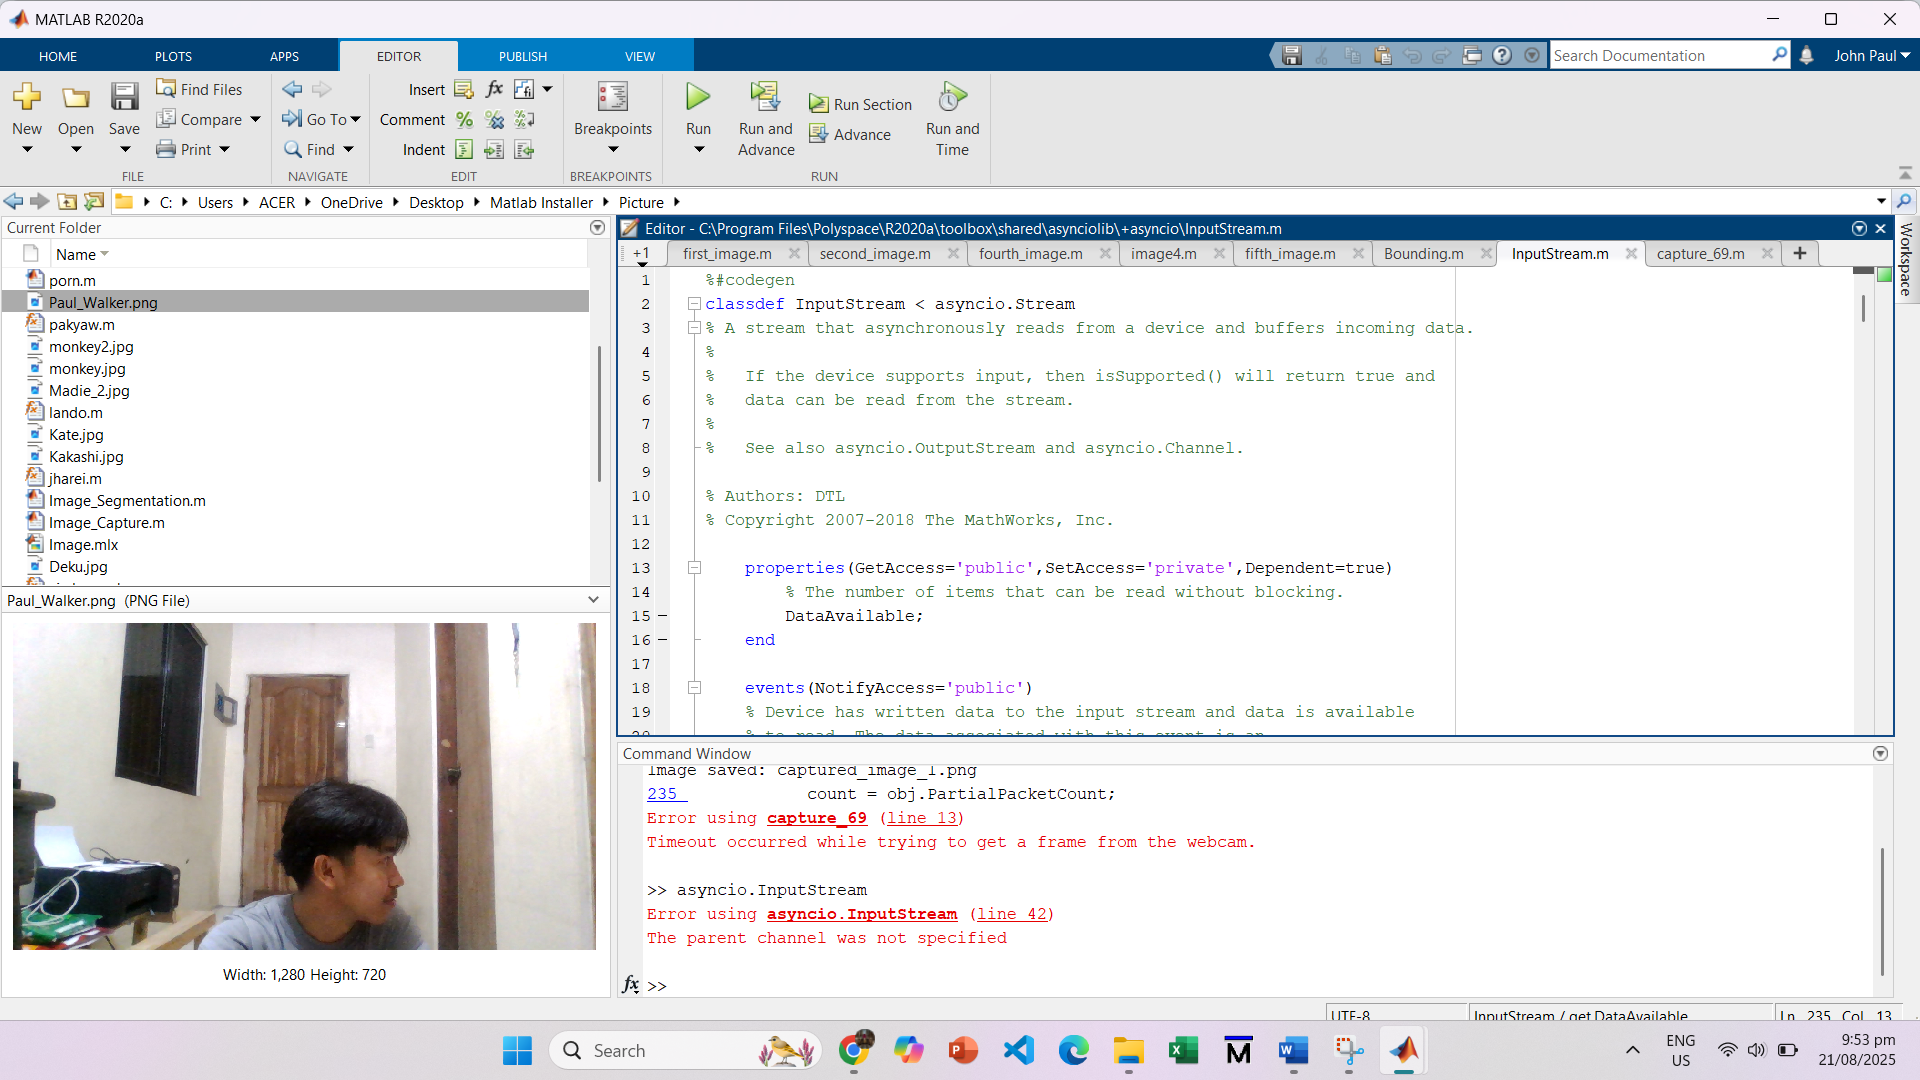 MATLAB R2020a
HOME PLOTS APPS EDITOR PUBLISH VIEW
Search Documentation
John Paul
New Open Save
Find Files
Compare
Print
FILE
Go To
Find
NAVIGATE
Insert
Comment
Indent
EDIT
Breakpoints
BREAKPOINTS
Run
Run and Advance
Run Section
Advance
Run and Time
RUN
C: Users ACER OneDrive Desktop Matlab Installer Picture
Current Folder
Name
porn.m
Paul_Walker.png
pakyaw.m
monkey2.jpg
monkey.jpg
Madie_2.jpg
lando.m
Kate.jpg
Kakashi.jpg
jharei.m
Image_Segmentation.m
Image_Capture.m
Image.mlx
Deku.jpg
Paul_Walker.png (PNG File)
Width: 1,280 Height: 720
Editor - C:\Program Files\Polyspace\R2020a\toolbox\shared\asynciolib\+asyncio\InputStream.m
+1 first_image.m second_image.m fourth_image.m image4.m fifth_image.m Bounding.m InputStream.m capture_69.m
Workspace
1 %#codegen
2 classdef InputStream < asyncio.Stream
3 % A stream that asynchronously reads from a device and buffers incoming data.
4 %
5 % If the device supports input, then isSupported() will return true and
6 % data can be read from the stream.
7 %
8 % See also asyncio.OutputStream and asyncio.Channel.
9
10 % Authors: DTL
11 % Copyright 2007-2018 The MathWorks, Inc.
12
13 properties(GetAccess='public',SetAccess='private',Dependent=true)
14 % The number of items that can be read without blocking.
15 DataAvailable;
16 end
17
18 events(NotifyAccess='public')
19 % Device has written data to the input stream and data is available
20 % to read. The data associated with this event is an
Command Window
Image saved: captured_image_1.png
235 count = obj.PartialPacketCount;
Error using capture_69 (line 13)
Timeout occurred while trying to get a frame from the webcam.
>> asyncio.InputStream
Error using asyncio.InputStream (line 42)
The parent channel was not specified
fx >>
UTF-8
InputStream / get.DataAvailable
Ln 235 Col 13
Search
ENG
US
9:53 pm
21/08/2025